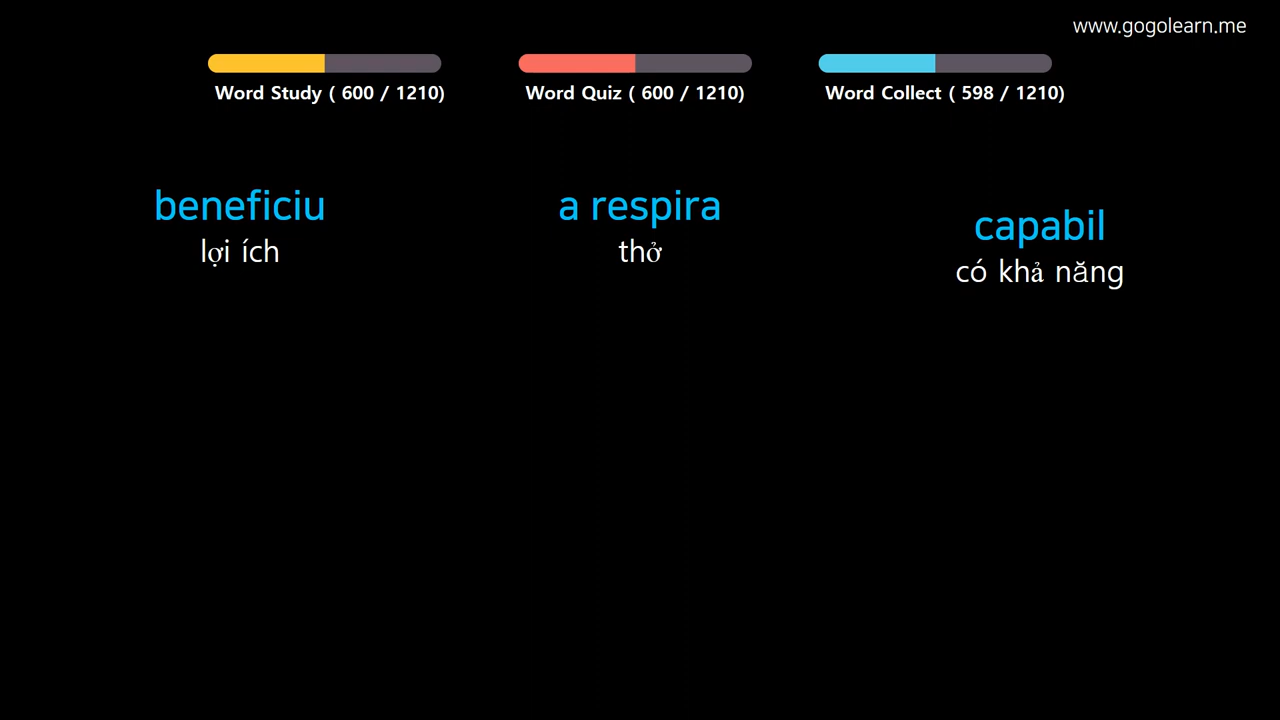 www.gogolearn.me
Word Study ( 600 / 1210)
Word Quiz ( 600 / 1210)
Word Collect ( 598 / 1210)
beneficiu
lợi ích
a respira
thở
capabil
có khả năng